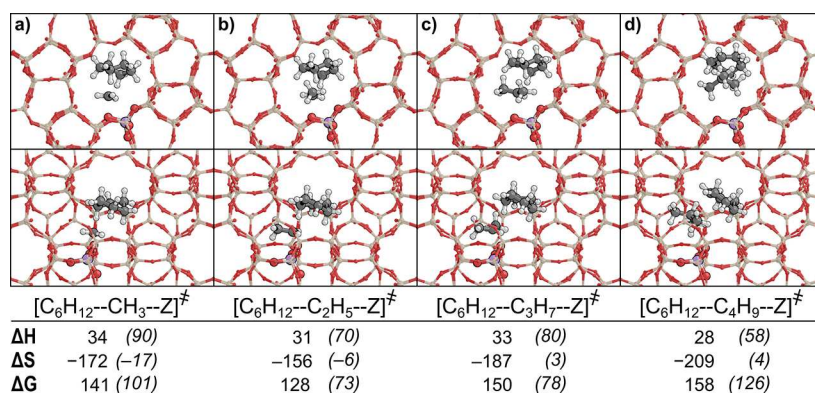 a) b) c) d)
[C₆H₁₂--CH₃--Z]‡ [C₆H₁₂--C₂H₅--Z]‡ [C₆H₁₂--C₃H₇--Z]‡ [C₆H₁₂--C₄H₉--Z]‡
ΔH 34 (90) 31 (70) 33 (80) 28 (58)
ΔS −172 (−17) −156 (−6) −187 (3) −209 (4)
ΔG 141 (101) 128 (73) 150 (78) 158 (126)